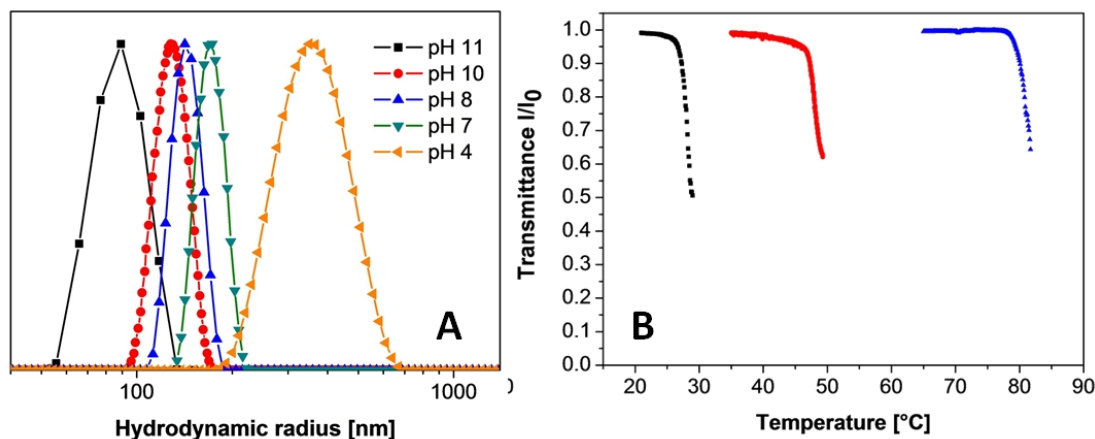 pH 11
pH 10
pH 8
pH 7
pH 4
A
100
1000
Hydrodynamic radius [nm]
Transmittance I/I0
1.0
0.9
0.8
0.7
0.6
0.5
0.4
0.3
0.2
0.1
0.0
B
0
20
30
40
50
60
70
80
90
Temperature [°C]